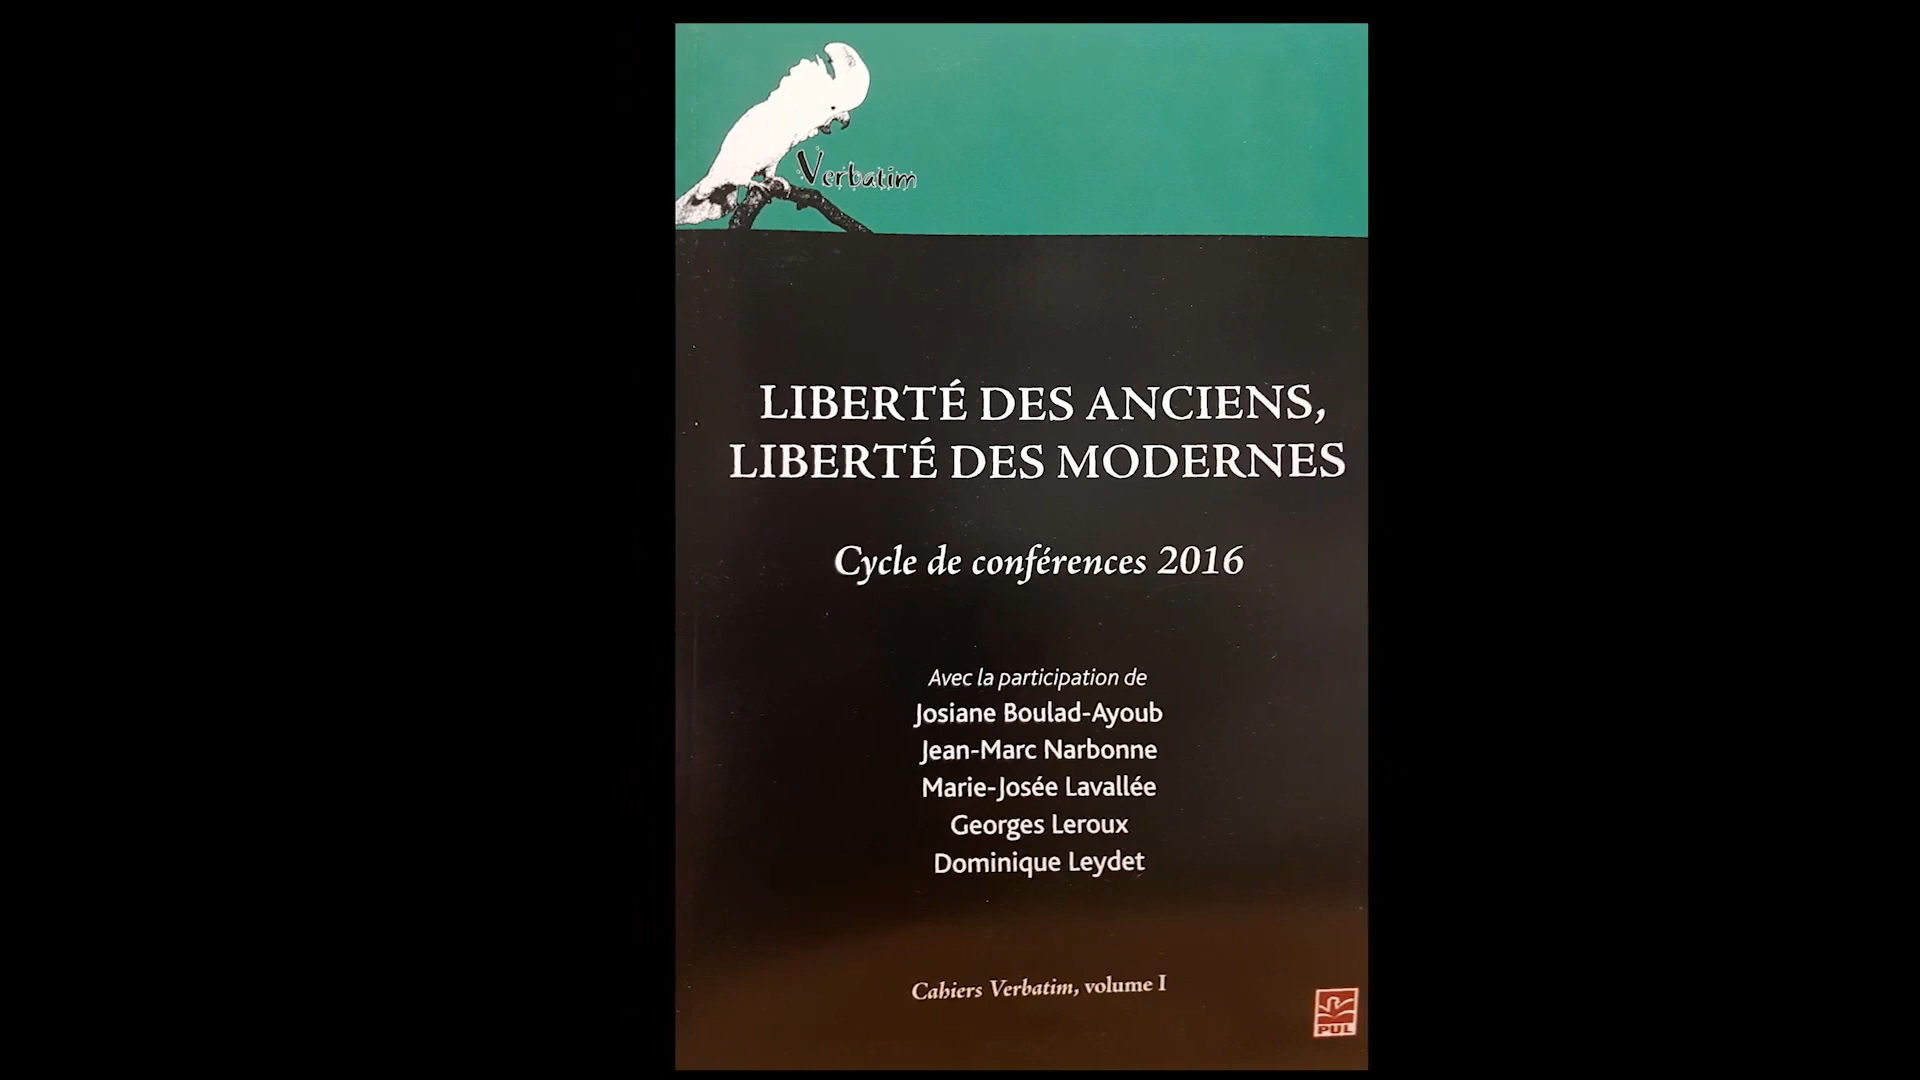 Verbatim
LIBERTÉ DES ANCIENS,
LIBERTÉ DES MODERNES
Cycle de conférences 2016
Avec la participation de
Josiane Boulad-Ayoub
Jean-Marc Narbonne
Marie-Josée Lavallée
Georges Leroux
Dominique Leydet
Cahiers Verbatim, volume I
PUL